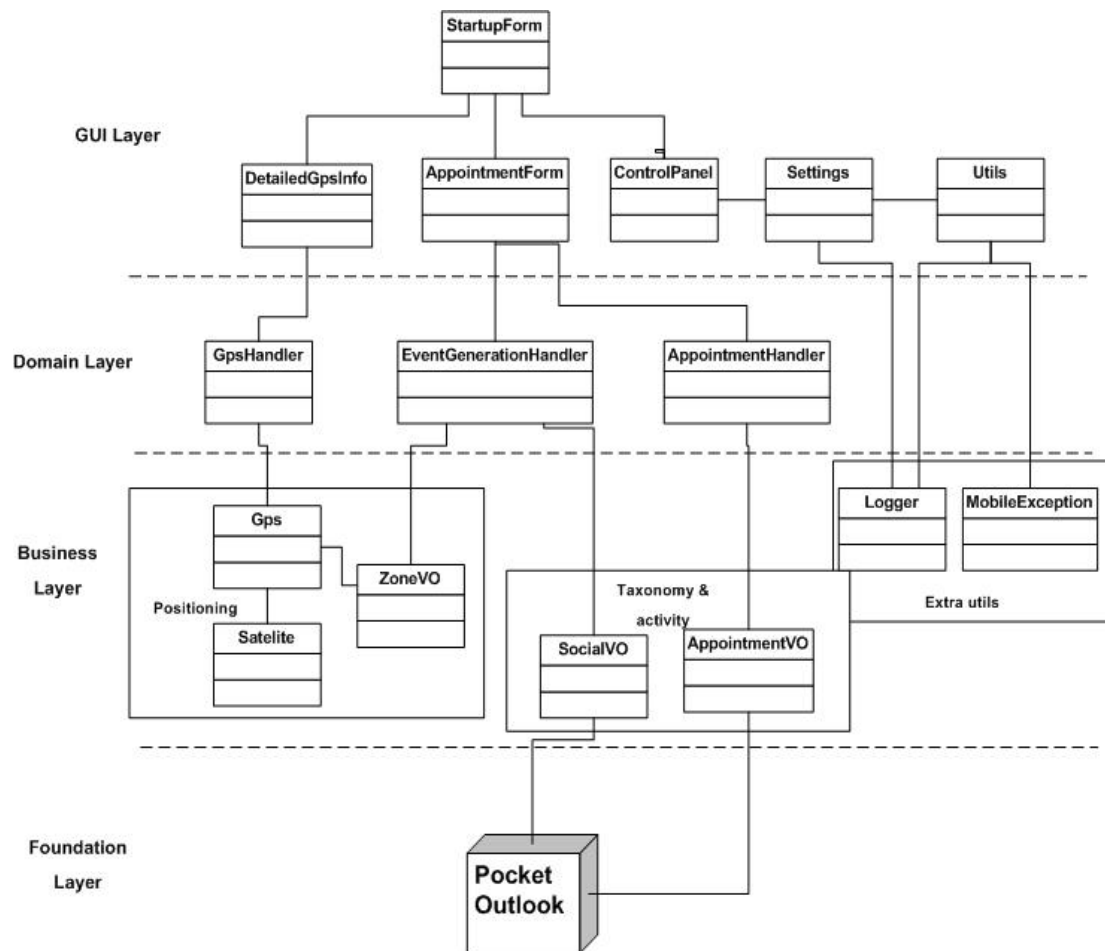 StartupForm
GUI Layer
DetailedGpsInfo
AppointmentForm
ControlPanel
Settings
Utils
Domain Layer
GpsHandler
EventGenerationHandler
AppointmentHandler
Business
Layer
Gps
ZoneVO
Positioning
Satelite
Taxonomy &
activity
SocialVO
AppointmentVO
Logger
MobileException
Extra utils
Foundation
Layer
Pocket
Outlook